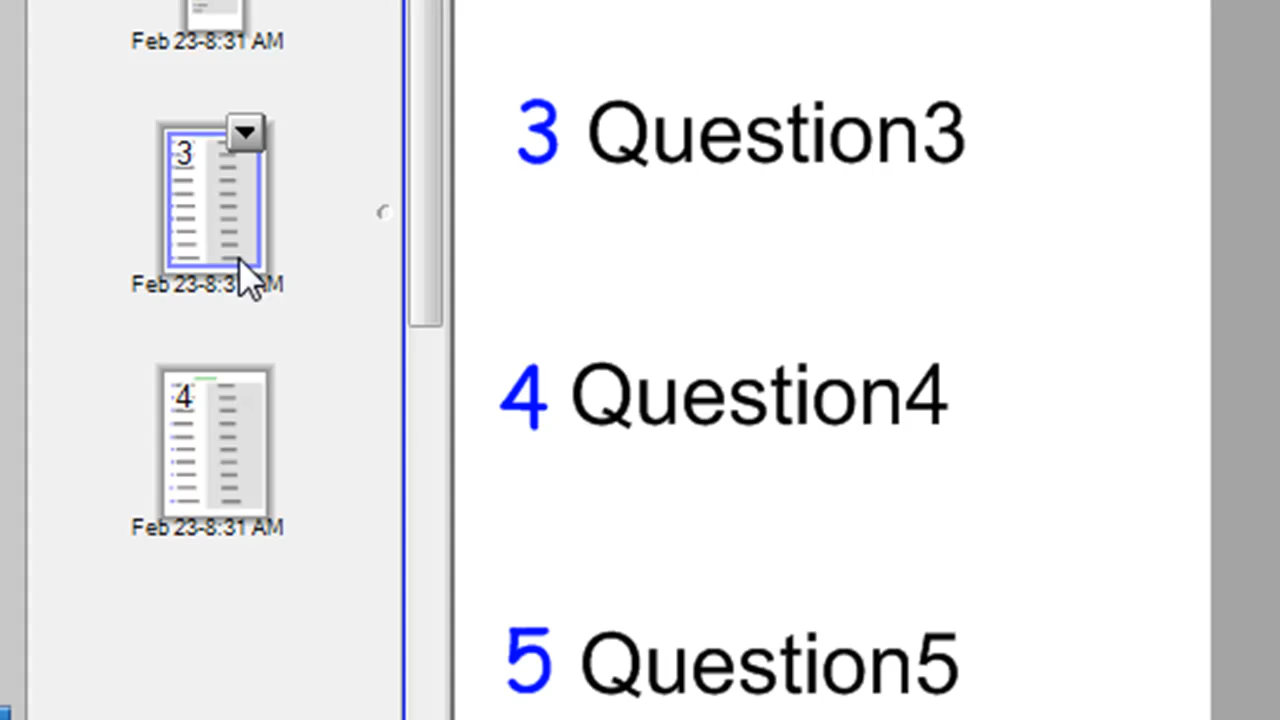 Feb 23-8:31 AM
3
Feb 23-8:3 AM
4
Feb 23-8:31 AM
3 Question3
4 Question4
5 Question5